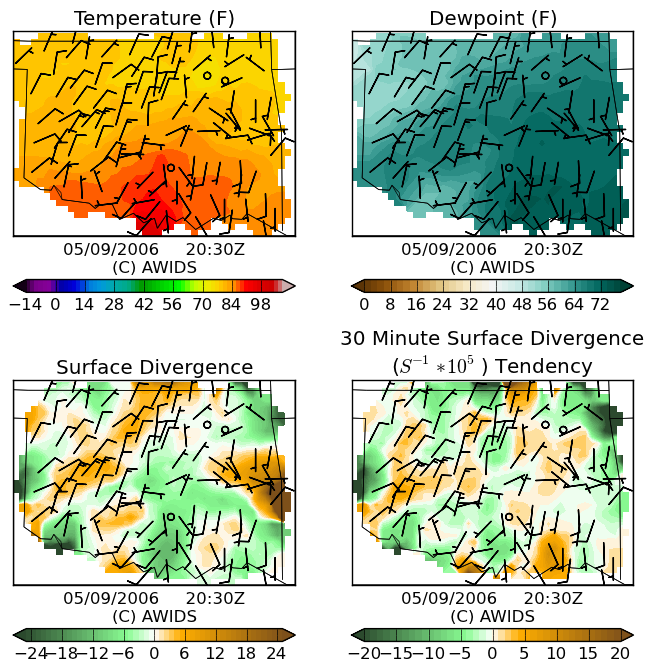 Temperature (F)
Dewpoint (F)
05/09/2006 20:30Z
(C) AWIDS
−14 0 14 28 42 56 70 84 98
05/09/2006 20:30Z
(C) AWIDS
0 8 16 24 32 40 48 56 64 72
Surface Divergence
30 Minute Surface Divergence
(S⁻¹ *10⁵ ) Tendency
05/09/2006 20:30Z
(C) AWIDS
−24 −18 −12 −6 0 6 12 18 24
05/09/2006 20:30Z
(C) AWIDS
−20 −15 −10 −5 0 5 10 15 20